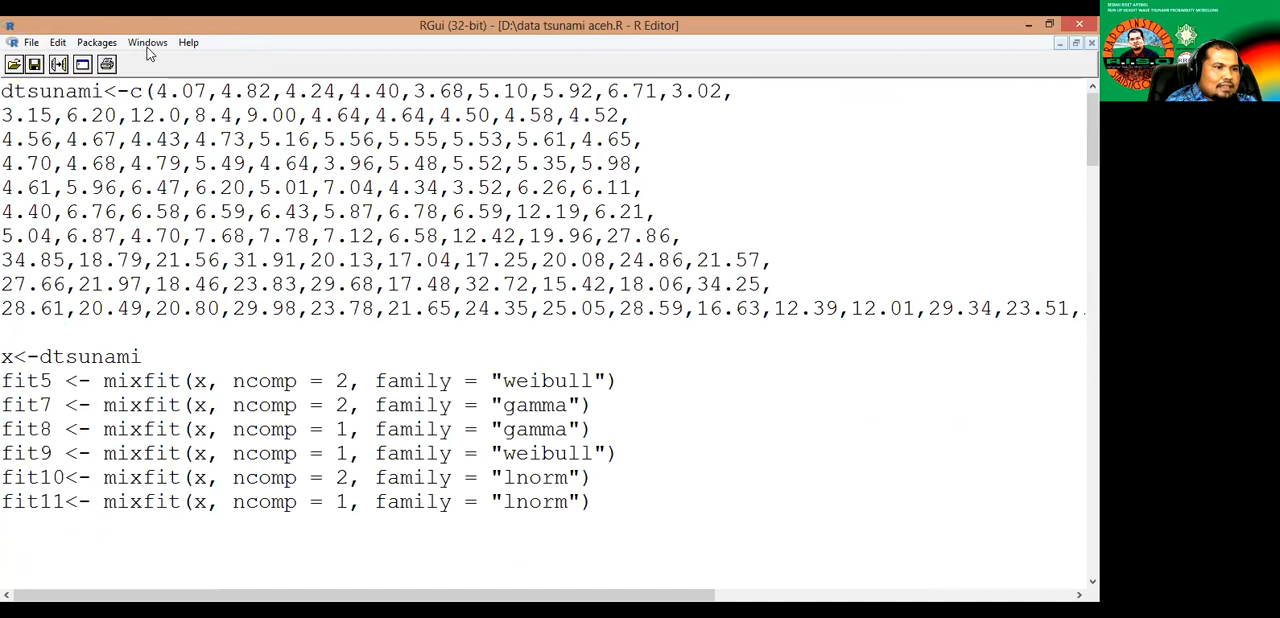 RGui (32-bit) - [D:\data tsunami aceh.R - R Editor]
File Edit Packages Windows Help
dtsunami<-c(4.07,4.82,4.24,4.40,3.68,5.10,5.92,6.71,3.02,
3.15,6.20,12.0,8.4,9.00,4.64,4.64,4.50,4.58,4.52,
4.56,4.67,4.43,4.73,5.16,5.56,5.55,5.53,5.61,4.65,
4.70,4.68,4.79,5.49,4.64,3.96,5.48,5.52,5.35,5.98,
4.61,5.96,6.47,6.20,5.01,7.04,4.34,3.52,6.26,6.11,
4.40,6.76,6.58,6.59,6.43,5.87,6.78,6.59,12.19,6.21,
5.04,6.87,4.70,7.68,7.78,7.12,6.58,12.42,19.96,27.86,
34.85,18.79,21.56,31.91,20.13,17.04,17.25,20.08,24.86,21.57,
27.66,21.97,18.46,23.83,29.68,17.48,32.72,15.42,18.06,34.25,
28.61,20.49,20.80,29.98,23.78,21.65,24.35,25.05,28.59,16.63,12.39,12.01,29.34,23.51,
x<-dtsunami
fit5 <- mixfit(x, ncomp = 2, family = "weibull")
fit7 <- mixfit(x, ncomp = 2, family = "gamma")
fit8 <- mixfit(x, ncomp = 1, family = "gamma")
fit9 <- mixfit(x, ncomp = 1, family = "weibull")
fit10<- mixfit(x, ncomp = 2, family = "lnorm")
fit11<- mixfit(x, ncomp = 1, family = "lnorm")
BEDAH RISET ARTIKEL
RUN UP HEIGHT WAVE TSUNAMI PROBABILITY MODELLING
RADO INSTITUTE
R.I.S.O